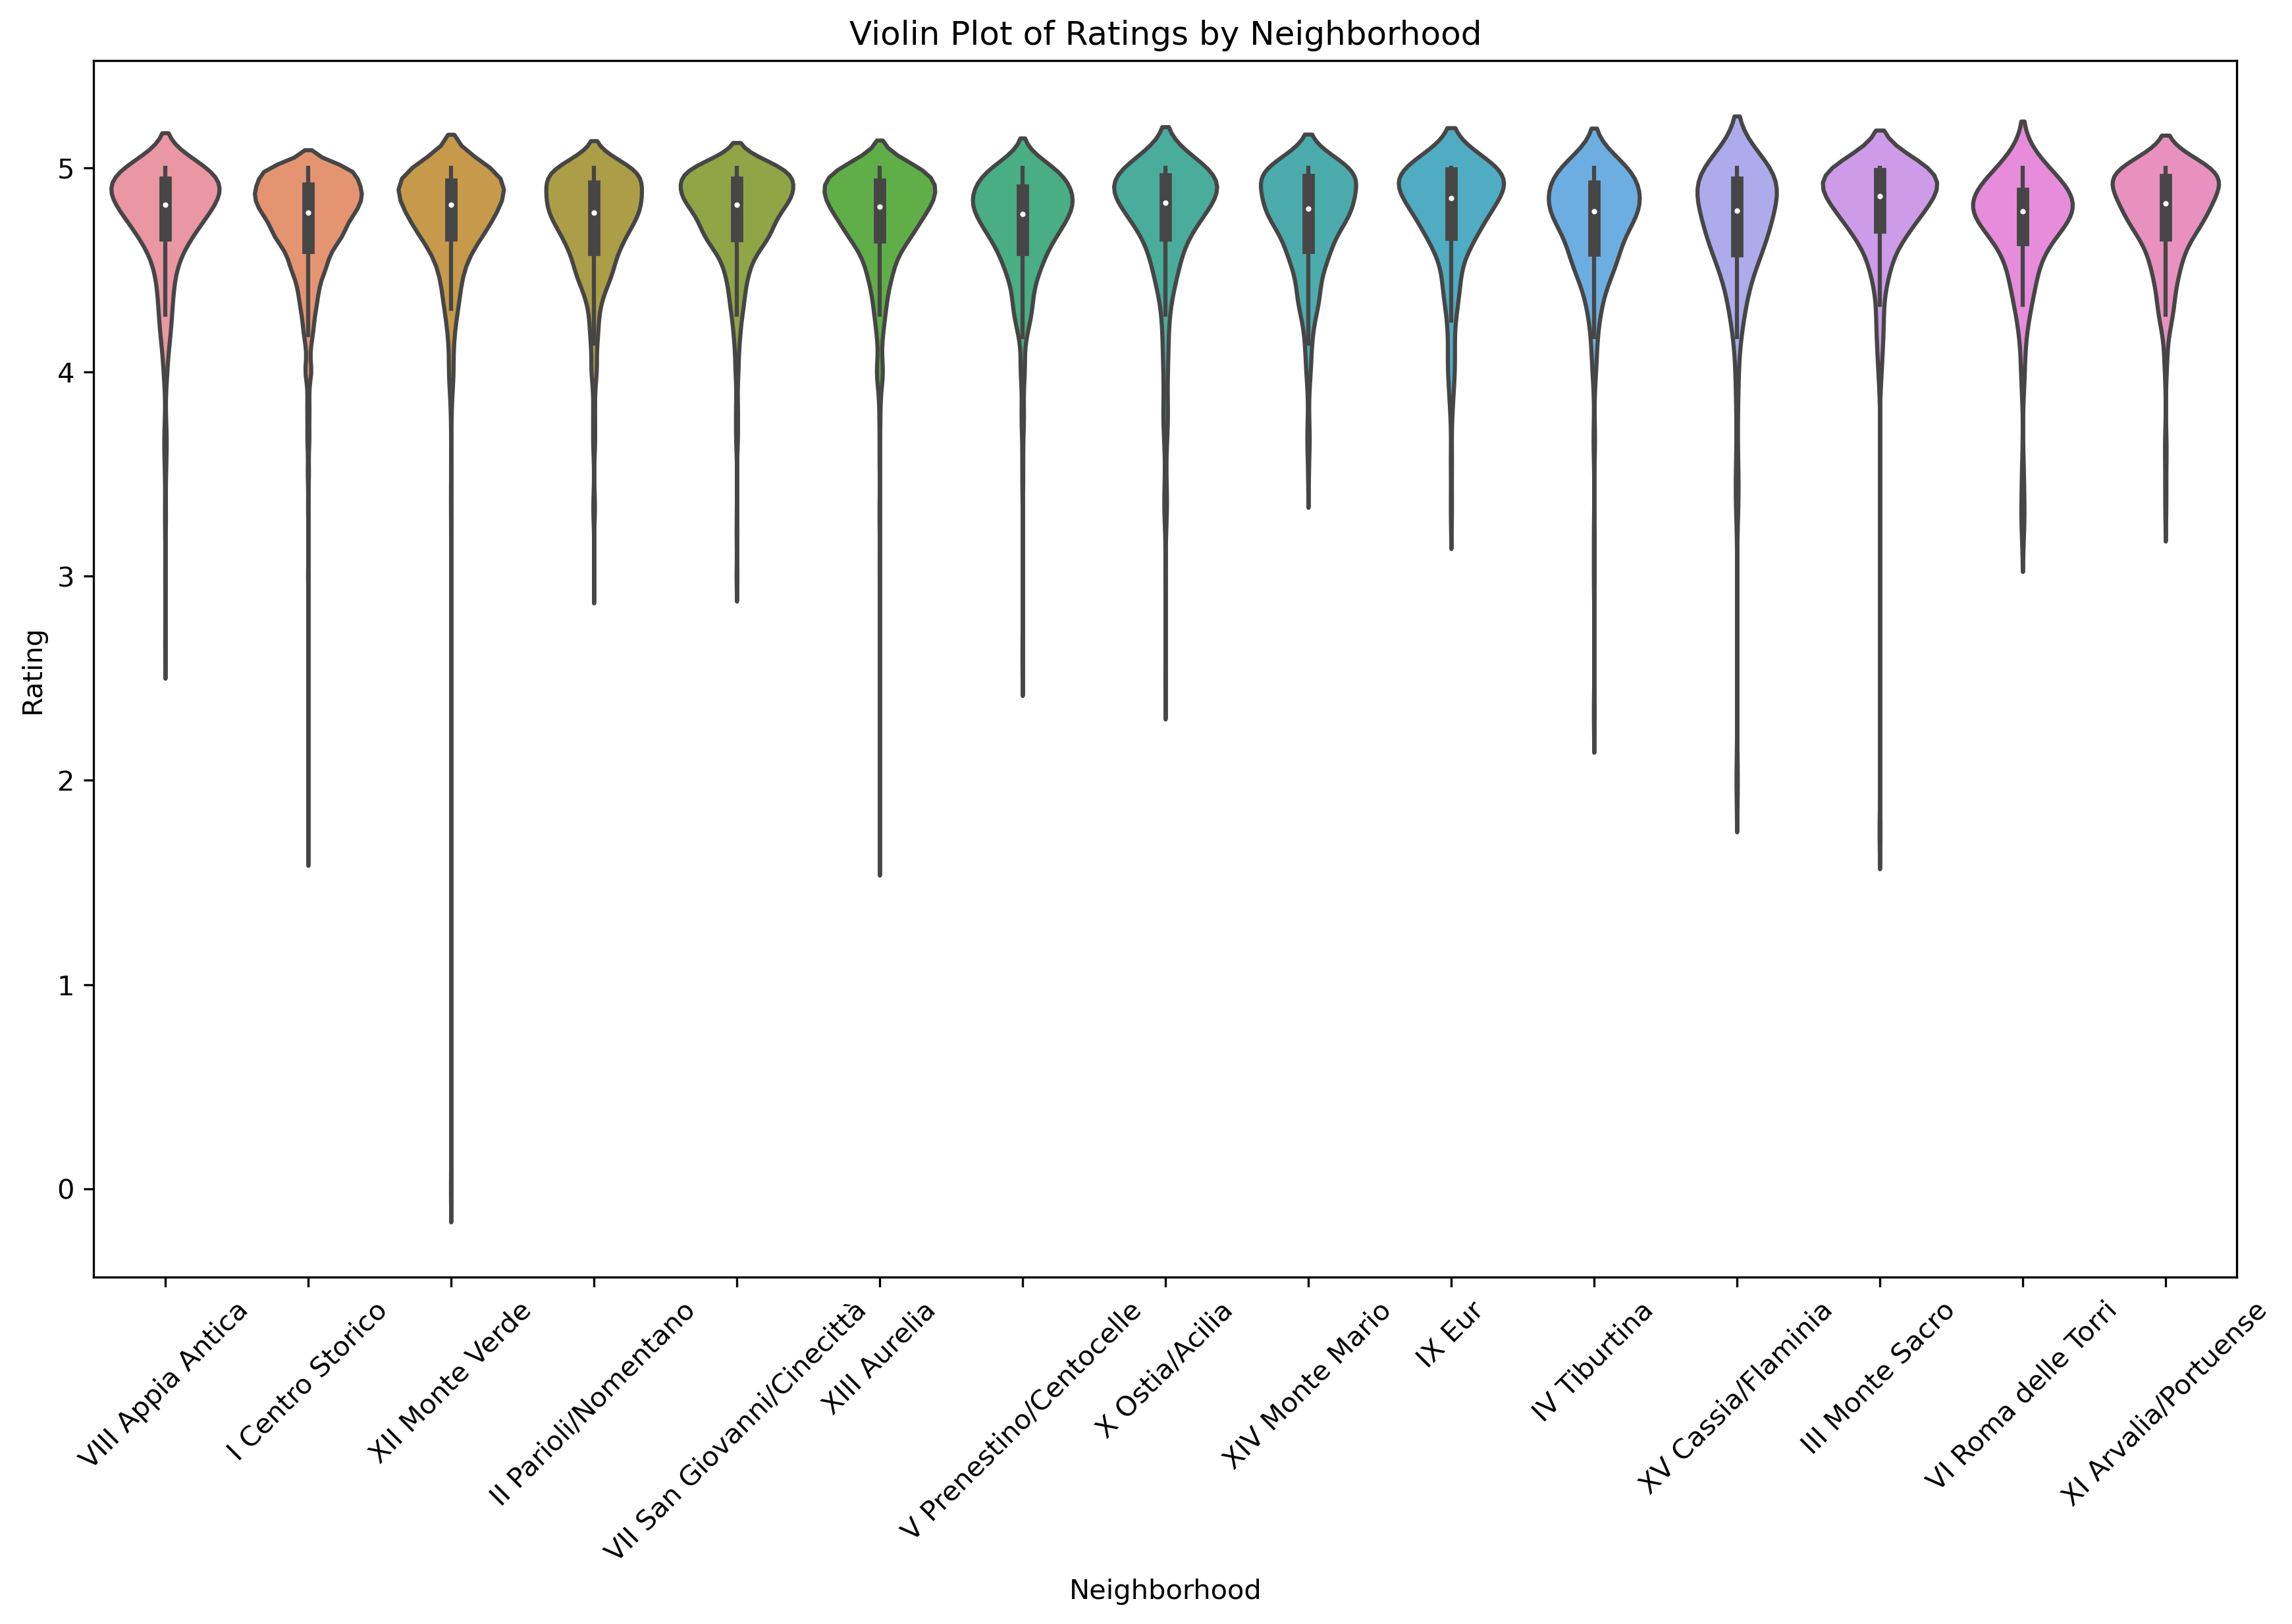 Violin Plot of Ratings by Neighborhood
Rating
5
4
3
2
1
0
VIII Appia Antica
I Centro Storico
XII Monte Verde
II Parioli/Nomentano
VII San Giovanni/Cinecittà
XIII Aurelia
V Prenestino/Centocelle
X Ostia/Acilia
XIV Monte Mario
IX Eur
IV Tiburtina
XV Cassia/Flaminia
III Monte Sacro
VI Roma delle Torri
XI Arvalia/Portuense
Neighborhood